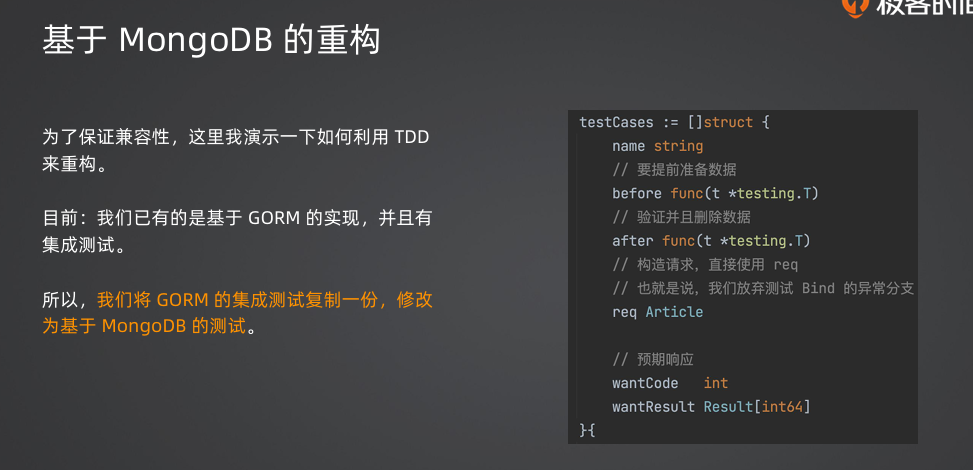 极客时间
基于 MongoDB 的重构
为了保证兼容性，这里我演示一下如何利用 TDD
来重构。
目前：我们已有的是基于 GORM 的实现，并且有
集成测试。
所以，我们将 GORM 的集成测试复制一份，修改
为基于 MongoDB 的测试。
testCases := []struct {
name string
// 要提前准备数据
before func(t *testing.T)
// 验证并且删除数据
after func(t *testing.T)
// 构造请求，直接使用 req
// 也就是说，我们放弃测试 Bind 的异常分支
req Article
// 预期响应
wantCode int
wantResult Result[int64]
}{